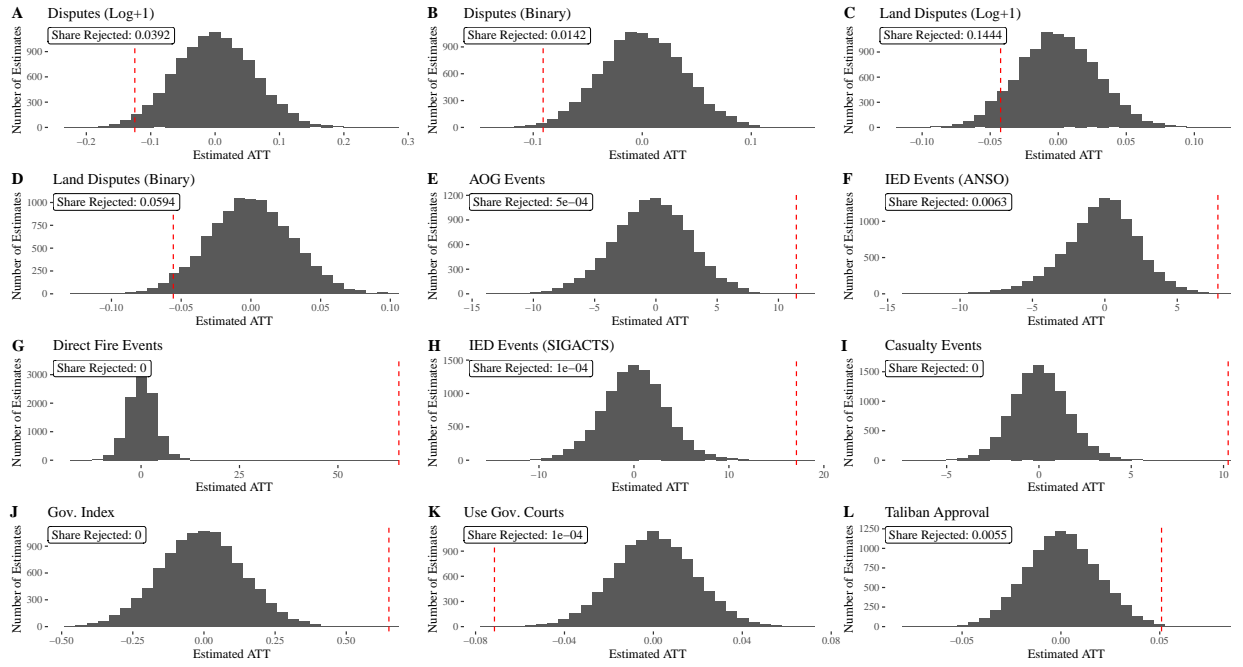 A Disputes (Log+1)
Share Rejected: 0.0392
Number of Estimates
900
600
300
0
−0.2 −0.1 0.0 0.1 0.2 0.3
Estimated ATT
B Disputes (Binary)
Share Rejected: 0.0142
Number of Estimates
900
600
300
0
−0.1 0.0 0.1
Estimated ATT
C Land Disputes (Log+1)
Share Rejected: 0.1444
Number of Estimates
900
600
300
0
−0.10 −0.05 0.00 0.05 0.10
Estimated ATT
D Land Disputes (Binary)
Share Rejected: 0.0594
Number of Estimates
1000
750
500
250
0
−0.10 −0.05 0.00 0.05 0.10
Estimated ATT
E AOG Events
Share Rejected: 5e−04
Number of Estimates
1200
900
600
300
0
−15 −10 −5 0 5 10
Estimated ATT
F IED Events (ANSO)
Share Rejected: 0.0063
Number of Estimates
1000
500
0
−15 −10 −5 0 5
Estimated ATT
G Direct Fire Events
Share Rejected: 0
Number of Estimates
3000
2000
1000
0
0 25 50
Estimated ATT
H IED Events (SIGACTS)
Share Rejected: 1e−04
Number of Estimates
1500
1000
500
0
−10 0 10 20
Estimated ATT
I Casualty Events
Share Rejected: 0
Number of Estimates
1500
1000
500
0
−5 0 5 10
Estimated ATT
J Gov. Index
Share Rejected: 0
Number of Estimates
900
600
300
0
−0.50 −0.25 0.00 0.25 0.50
Estimated ATT
K Use Gov. Courts
Share Rejected: 1e−04
Number of Estimates
900
600
300
0
−0.08 −0.04 0.00 0.04 0.08
Estimated ATT
L Taliban Approval
Share Rejected: 0.0055
Number of Estimates
1250
1000
750
500
250
0
−0.05 0.00 0.05
Estimated ATT